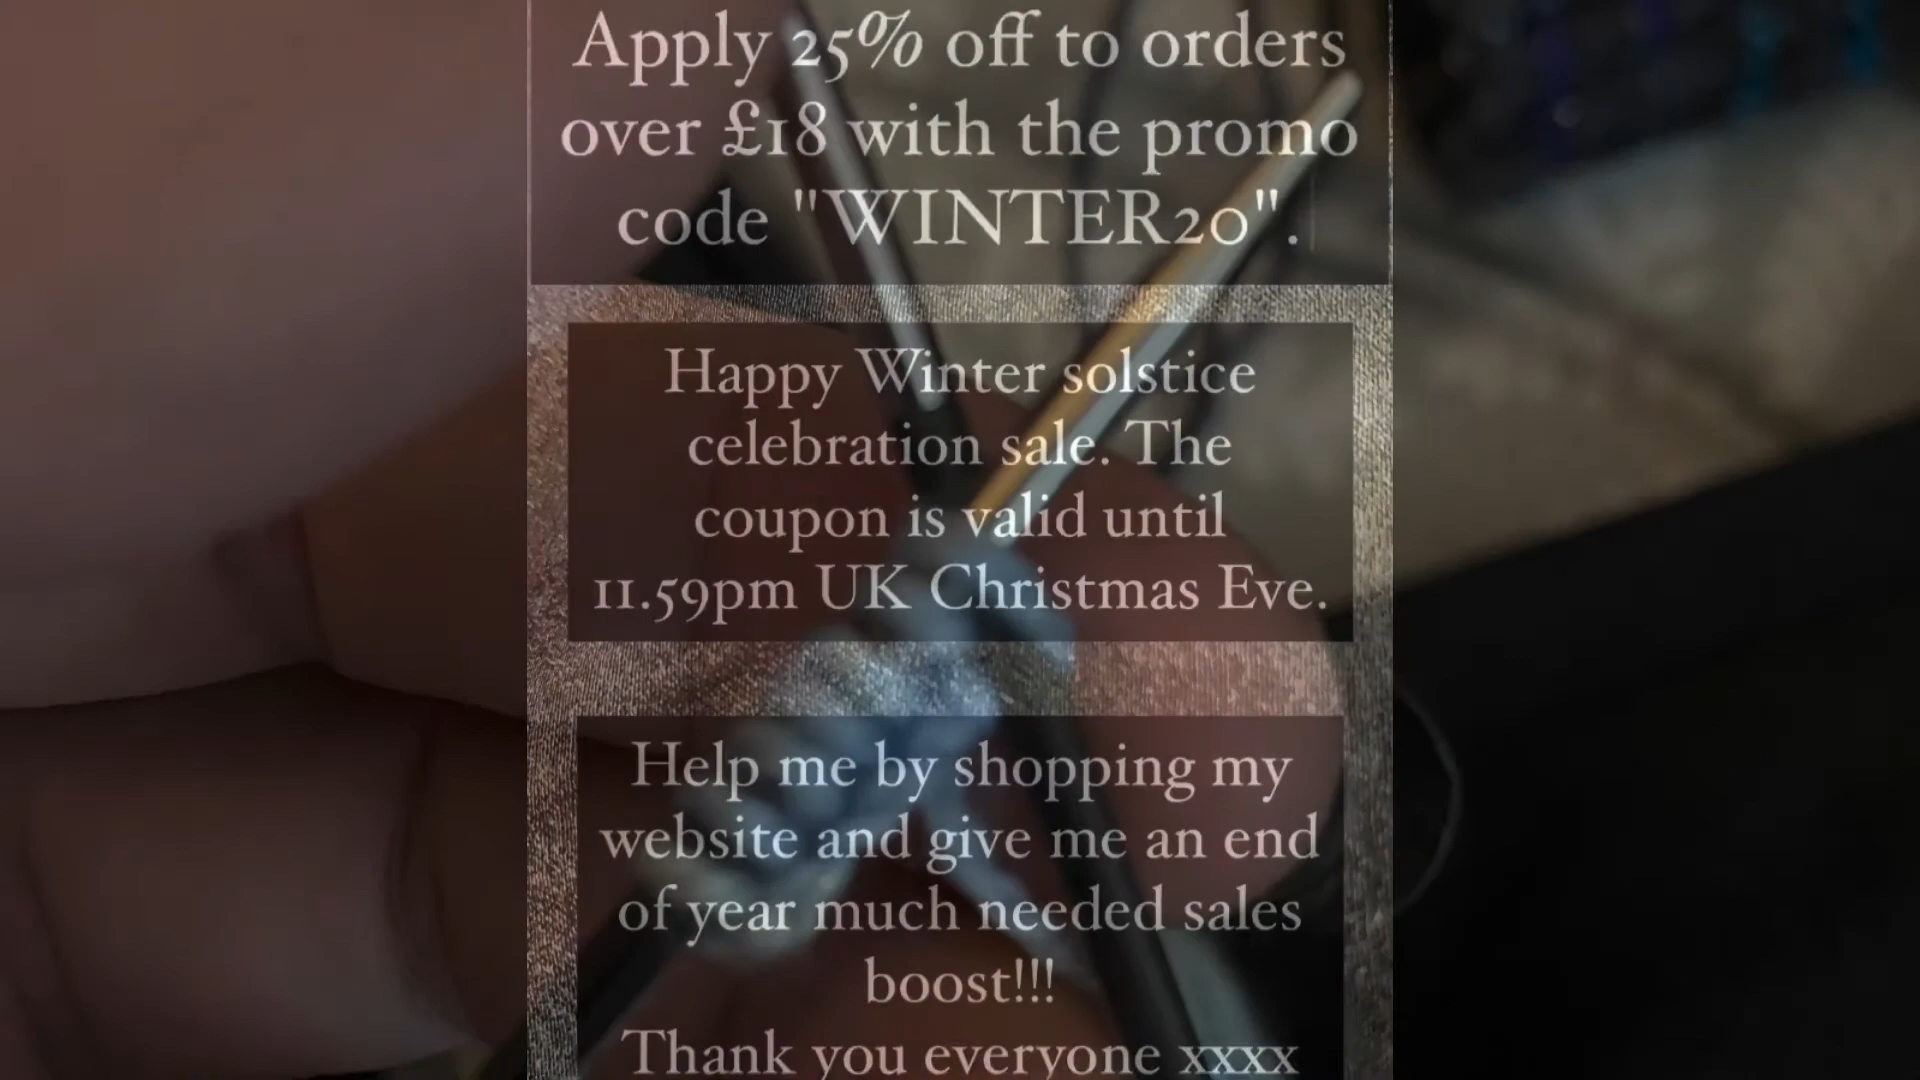 Apply 25% off to orders
over £18 with the promo
code "WINTER20".
Happy Winter solstice
celebration sale. The
coupon is valid until
11.59pm UK Christmas Eve.
Help me by shopping my
website and give me an end
of year much needed sales
boost!!!
Thank you everyone xxxx